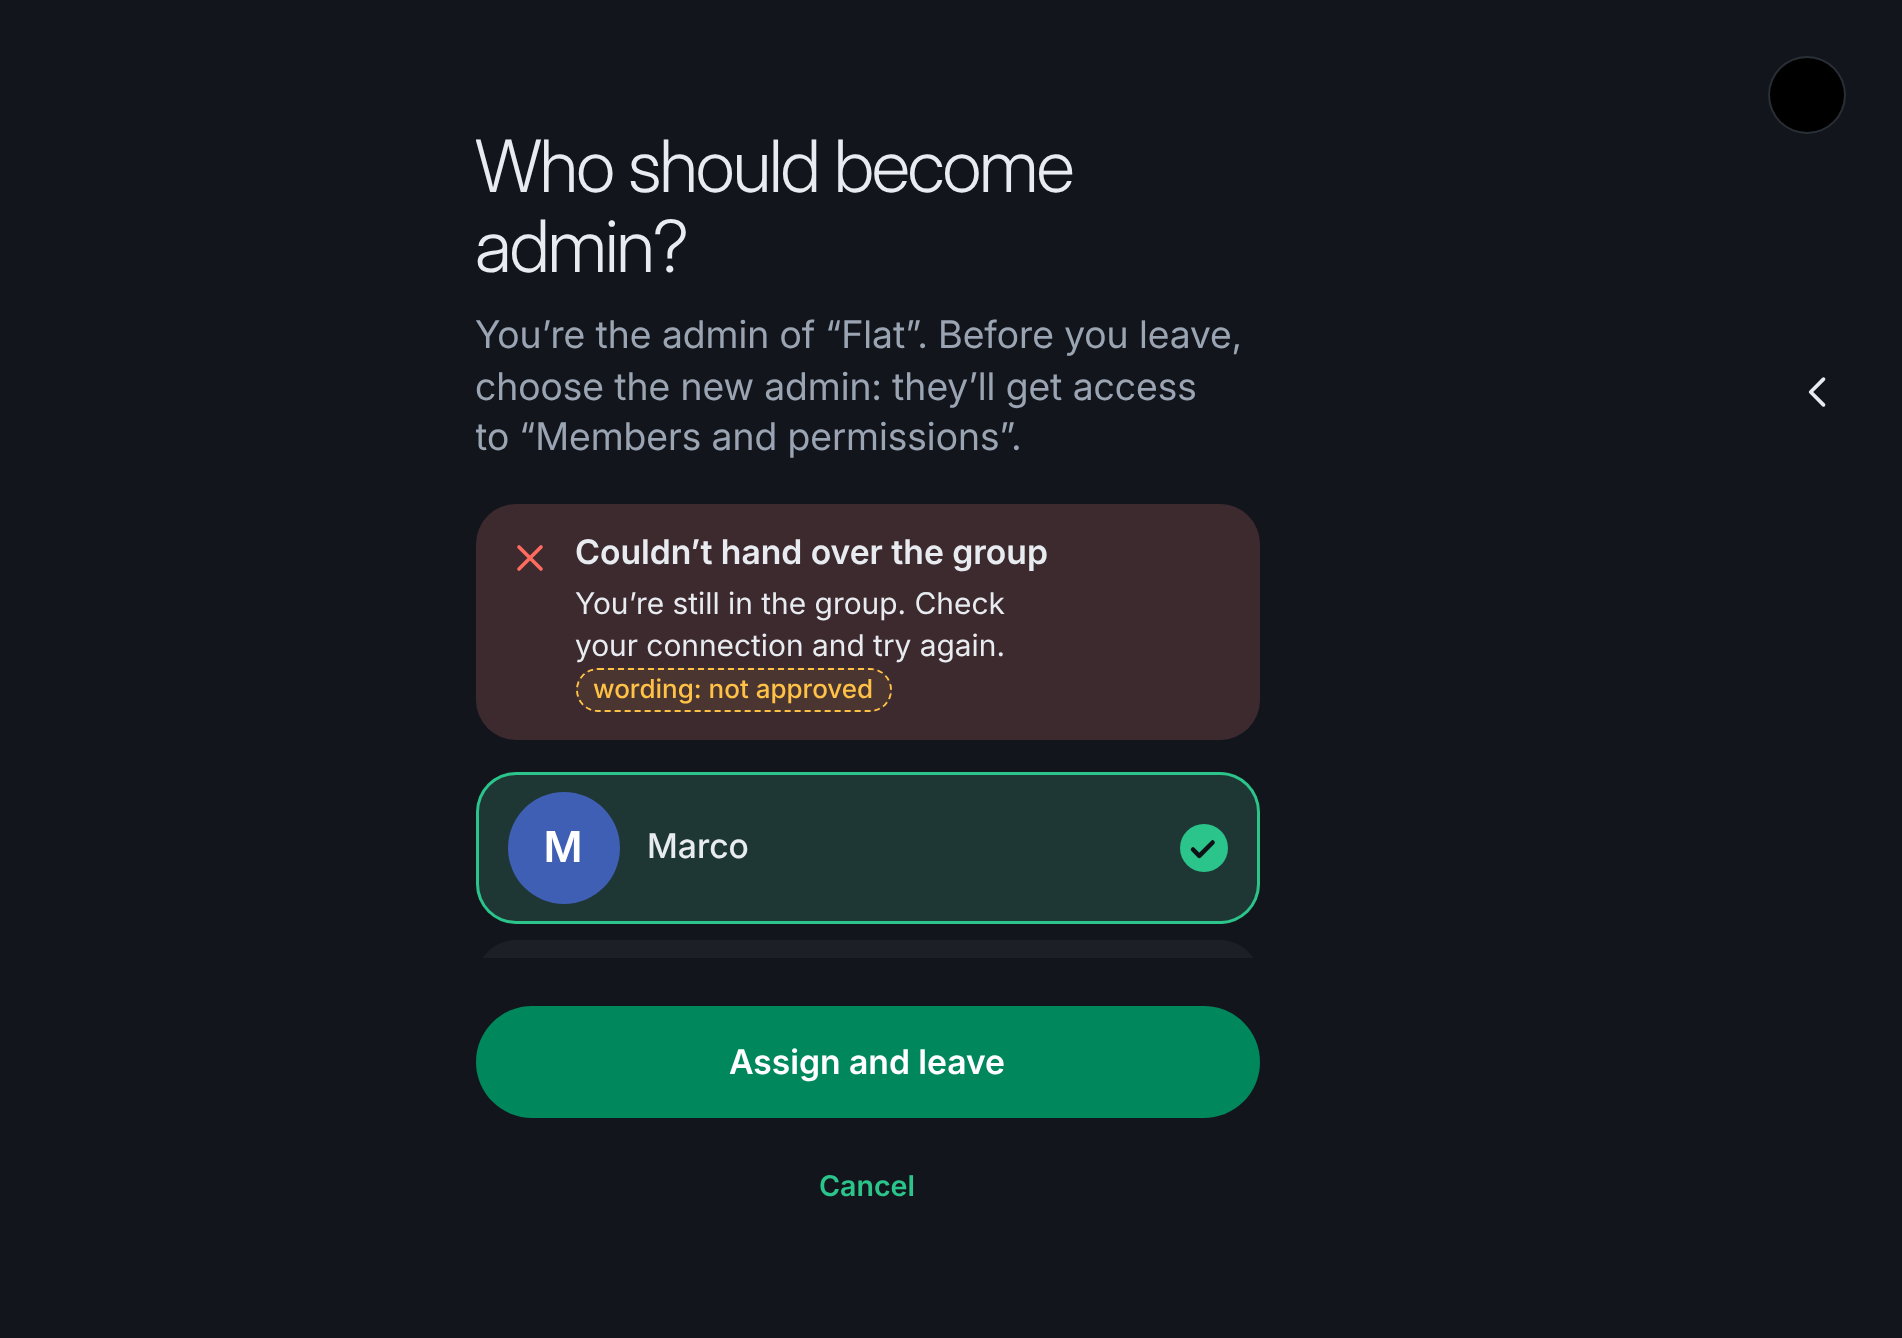 Who should become
admin?
You’re the admin of “Flat”. Before you leave,
choose the new admin: they’ll get access
to “Members and permissions”.
Couldn’t hand over the group
You’re still in the group. Check
your connection and try again.
wording: not approved
M
Marco
Assign and leave
Cancel